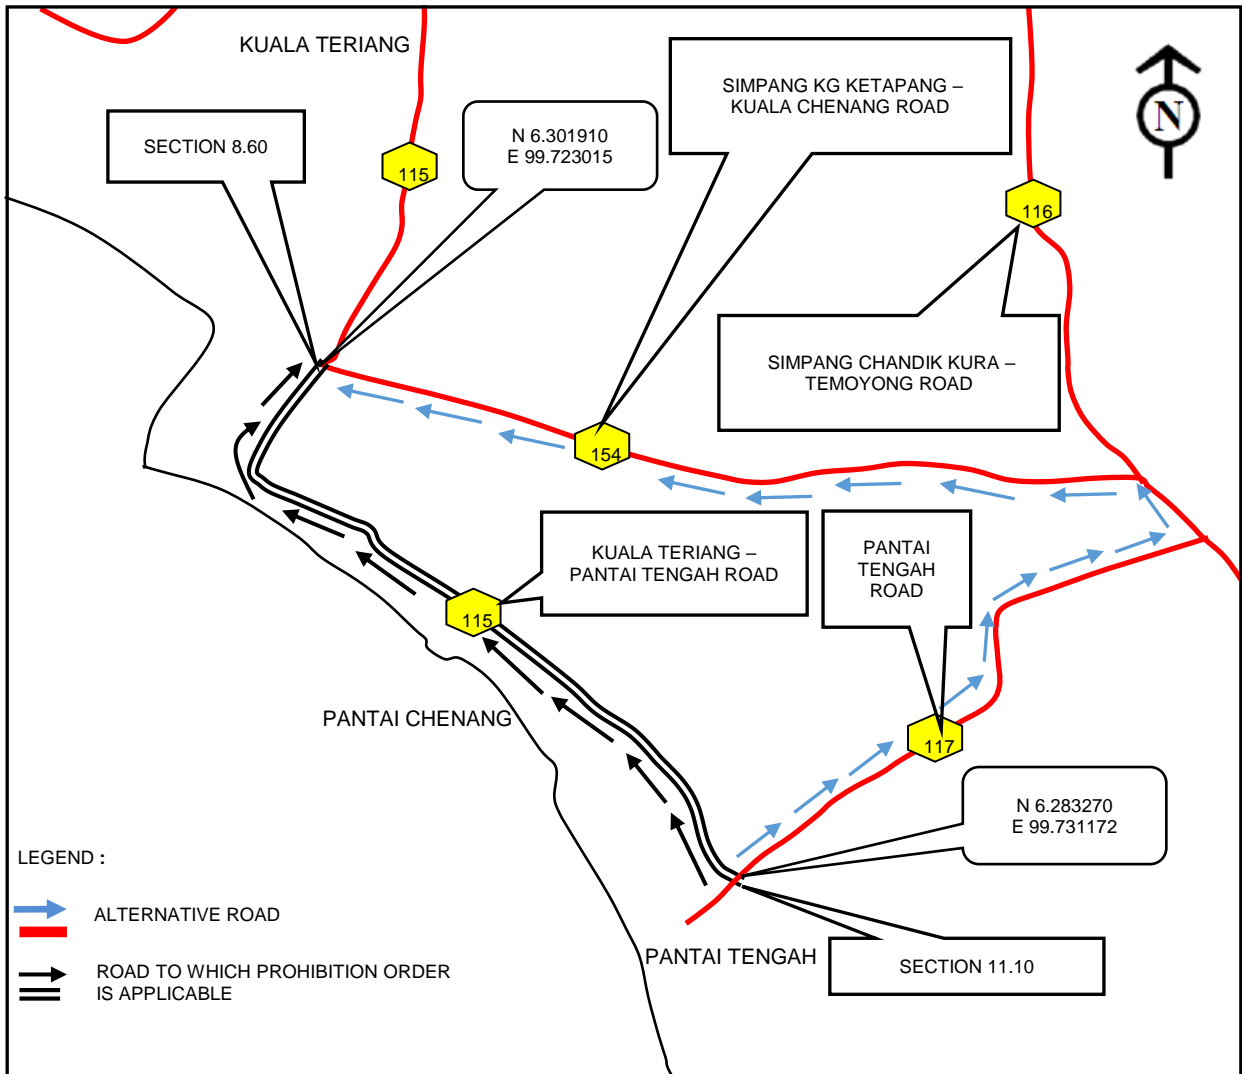 KUALA TERIANG
SIMPANG KG KETAPANG –
KUALA CHENANG ROAD
SECTION 8.60
N 6.301910
E 99.723015
N
115
116
SIMPANG CHANDIK KURA –
TEMOYONG ROAD
154
KUALA TERIANG –
PANTAI TENGAH ROAD
PANTAI
TENGAH
ROAD
115
PANTAI CHENANG
117
N 6.283270
E 99.731172
LEGEND :
ALTERNATIVE ROAD
PANTAI TENGAH
SECTION 11.10
ROAD TO WHICH PROHIBITION ORDER
IS APPLICABLE